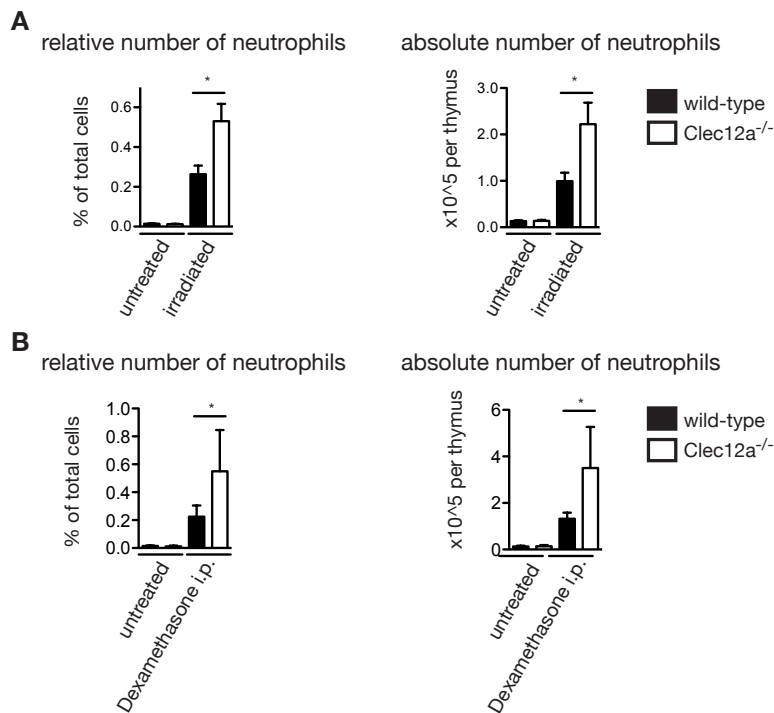 A
relative number of neutrophils
absolute number of neutrophils
% of total cells
0.6
0.4
0.2
0.0
*
untreated
irradiated
x10^5 per thymus
3.0
2.0
1.0
0.0
*
untreated
irradiated
wild-type
Clec12a-/-
B
relative number of neutrophils
absolute number of neutrophils
% of total cells
1.0
0.8
0.6
0.4
0.2
0.0
*
untreated
Dexamethasone i.p.
x10^5 per thymus
6
4
2
0
*
untreated
Dexamethasone i.p.
wild-type
Clec12a-/-